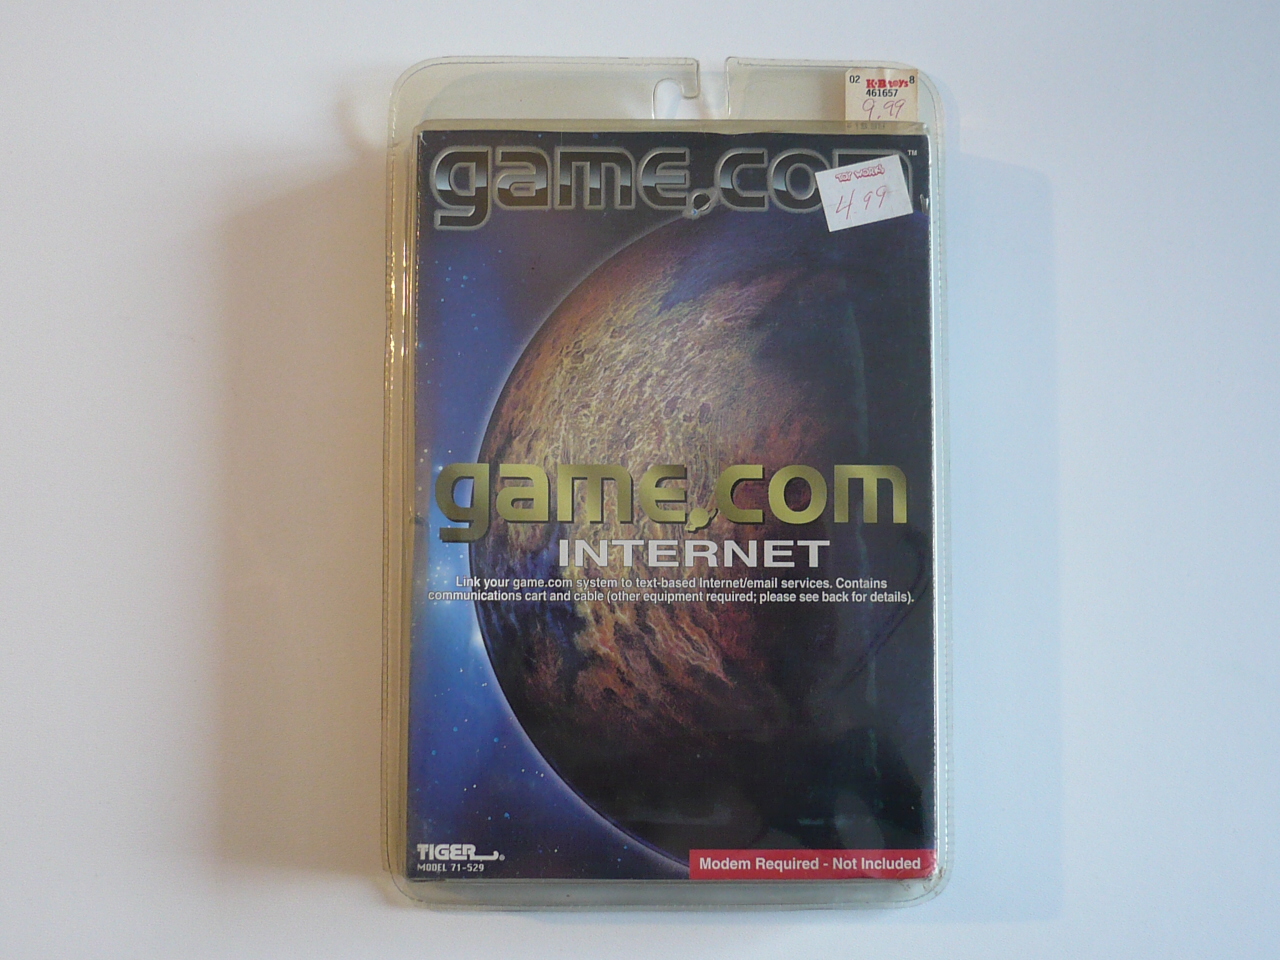 02 K·B toys 8
461657
9.99
game.com™
TOY WORKS
4.99
game.com
INTERNET
Link your game.com system to text-based Internet/email services. Contains
communications cart and cable (other equipment required; please see back for details).
TIGER®
MODEL 71-529
Modem Required - Not Included